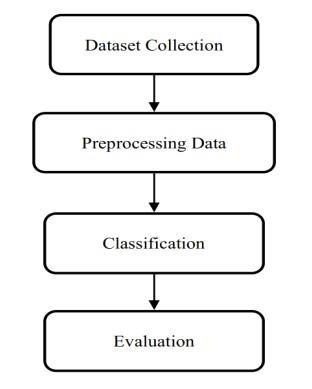 Dataset Collection
Preprocessing Data
Classification
Evaluation